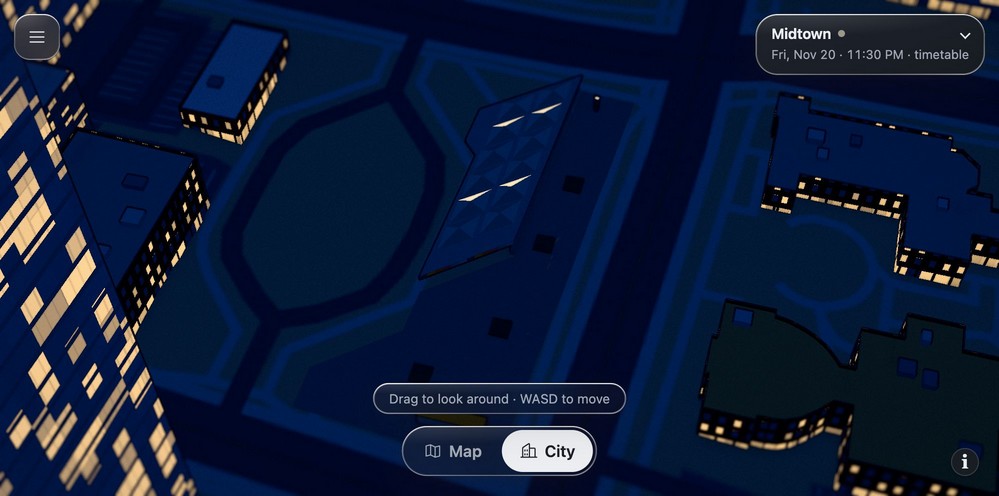 Midtown
Fri, Nov 20 · 11:30 PM · timetable
Drag to look around · WASD to move
Map
City
i